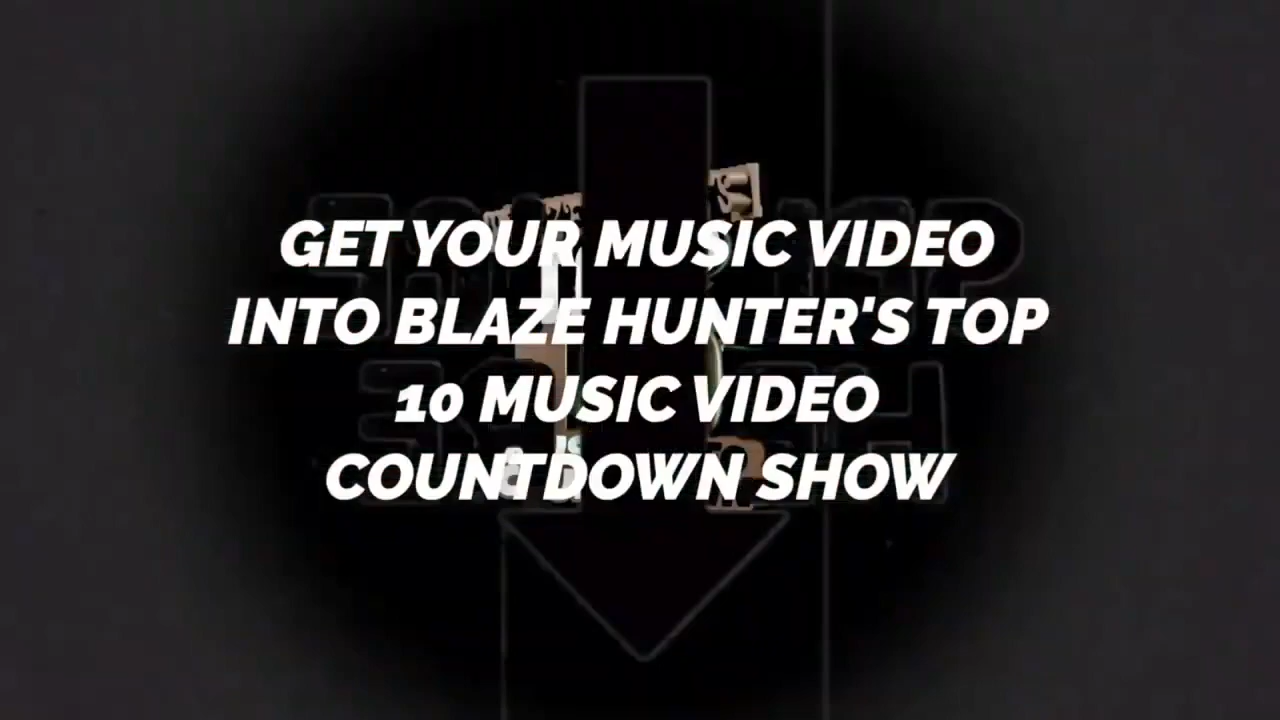 GET YOUR MUSIC VIDEO
INTO BLAZE HUNTER'S TOP
10 MUSIC VIDEO
COUNTDOWN SHOW